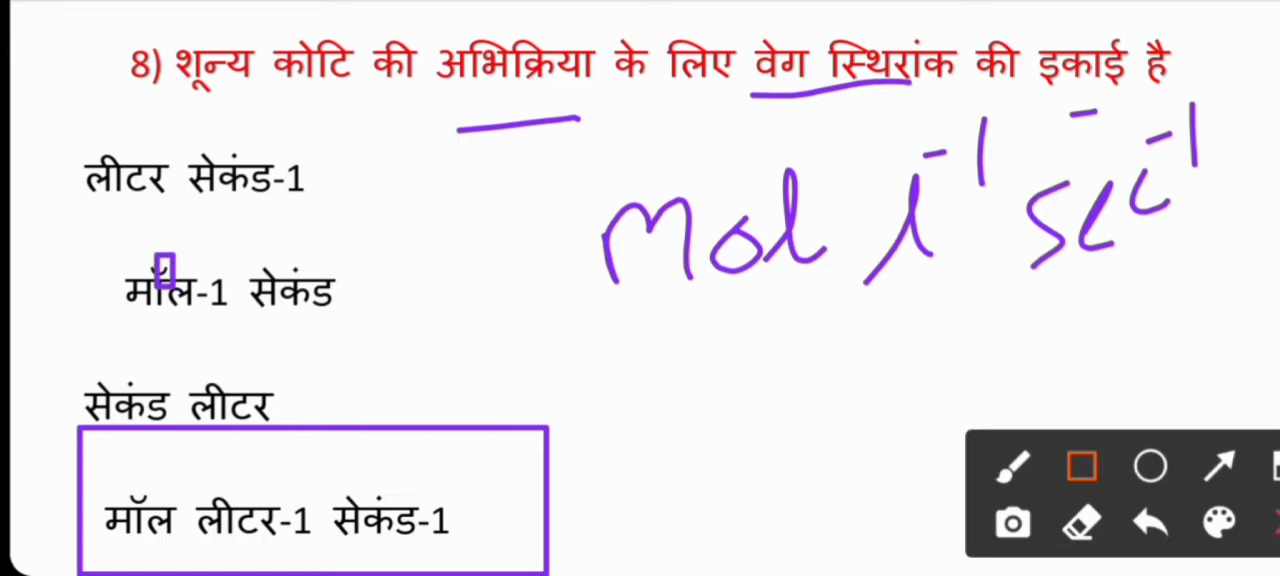 8) शून्य कोटि की अभिक्रिया के लिए वेग स्थिरांक की इकाई है
लीटर सेकंड-1
mol l⁻¹ sec⁻¹
मॉल-1 सेकंड
सेकंड लीटर
मॉल लीटर-1 सेकंड-1